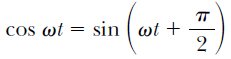 cos ωt = sin (ωt + π/2)